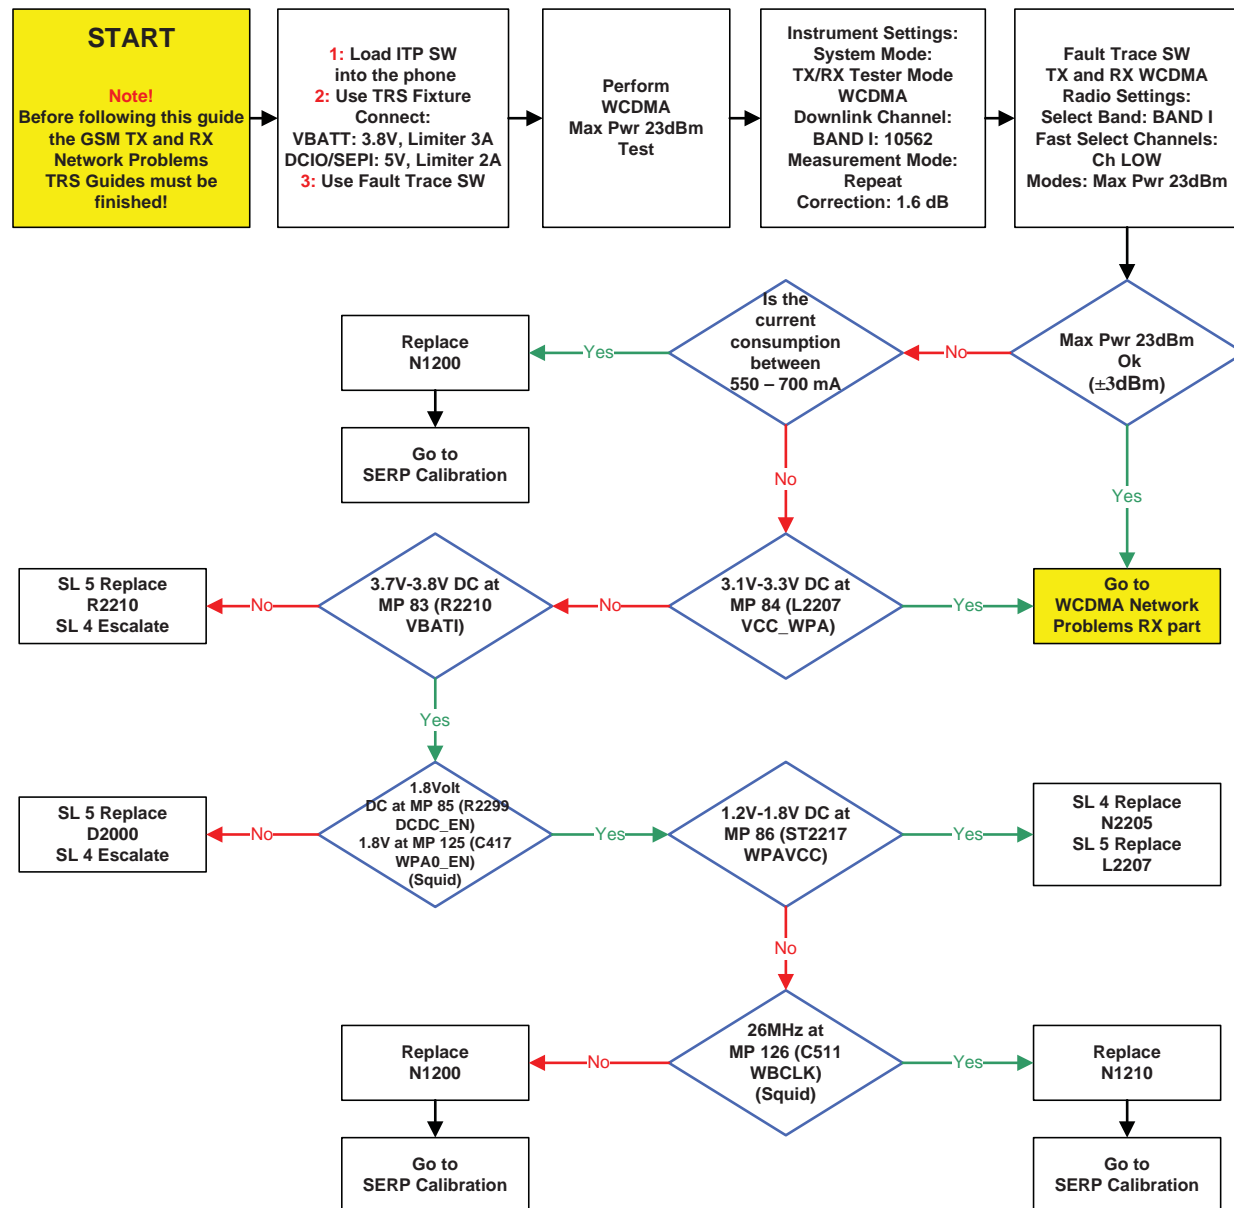 START
Note!
Before following this guide
the GSM TX and RX
Network Problems
TRS Guides must be
finished!
1: Load ITP SW
into the phone
2: Use TRS Fixture
Connect:
VBATT: 3.8V, Limiter 3A
DCIO/SEPI: 5V, Limiter 2A
3: Use Fault Trace SW
Perform
WCDMA
Max Pwr 23dBm
Test
Instrument Settings:
System Mode:
TX/RX Tester Mode
WCDMA
Downlink Channel:
BAND I: 10562
Measurement Mode:
Repeat
Correction: 1.6 dB
Fault Trace SW
TX and RX WCDMA
Radio Settings:
Select Band: BAND I
Fast Select Channels:
Ch LOW
Modes: Max Pwr 23dBm
Replace
N1200
Yes
Is the
current
consumption
between
550 – 700 mA
No
Max Pwr 23dBm
Ok
(±3dBm)
Go to
SERP Calibration
No
Yes
SL 5 Replace
R2210
SL 4 Escalate
No
3.7V-3.8V DC at
MP 83 (R2210
VBATI)
No
3.1V-3.3V DC at
MP 84 (L2207
VCC_WPA)
Yes
Go to
WCDMA Network
Problems RX part
Yes
SL 5 Replace
D2000
SL 4 Escalate
No
1.8Volt
DC at MP 85 (R2299
DCDC_EN)
1.8V at MP 125 (C417
WPA0_EN)
(Squid)
Yes
1.2V-1.8V DC at
MP 86 (ST2217
WPAVCC)
Yes
SL 4 Replace
N2205
SL 5 Replace
L2207
No
Replace
N1200
No
26MHz at
MP 126 (C511
WBCLK)
(Squid)
Yes
Replace
N1210
Go to
SERP Calibration
Go to
SERP Calibration